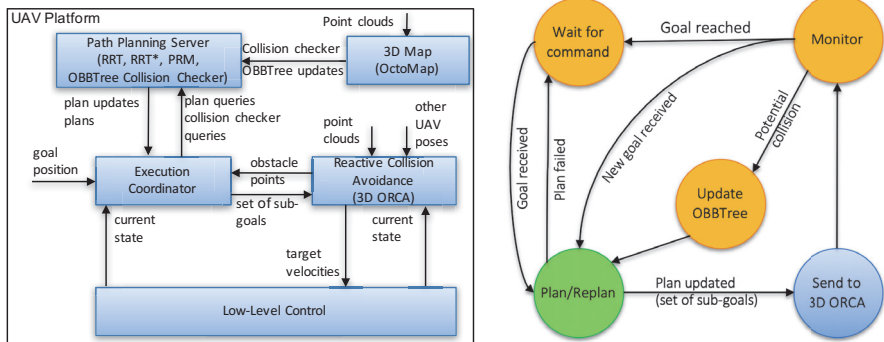 UAV Platform
Point clouds
Path Planning Server
(RRT, RRT*, PRM,
OBBTree Collision Checker)
Collision checker
OBBTree updates
3D Map
(OctoMap)
plan updates
plans
plan queries
collision checker
queries
point
clouds
other
UAV
poses
goal
position
Execution
Coordinator
obstacle
points
Reactive Collision
Avoidance
(3D ORCA)
set of sub-
goals
current
state
target
velocities
current
state
Low-Level Control
Wait for
command
Goal reached
Monitor
Goal received
Plan failed
New goal received
Potential
collision
Update
OBBTree
Plan/Replan
Plan updated
(set of sub-goals)
Send to
3D ORCA